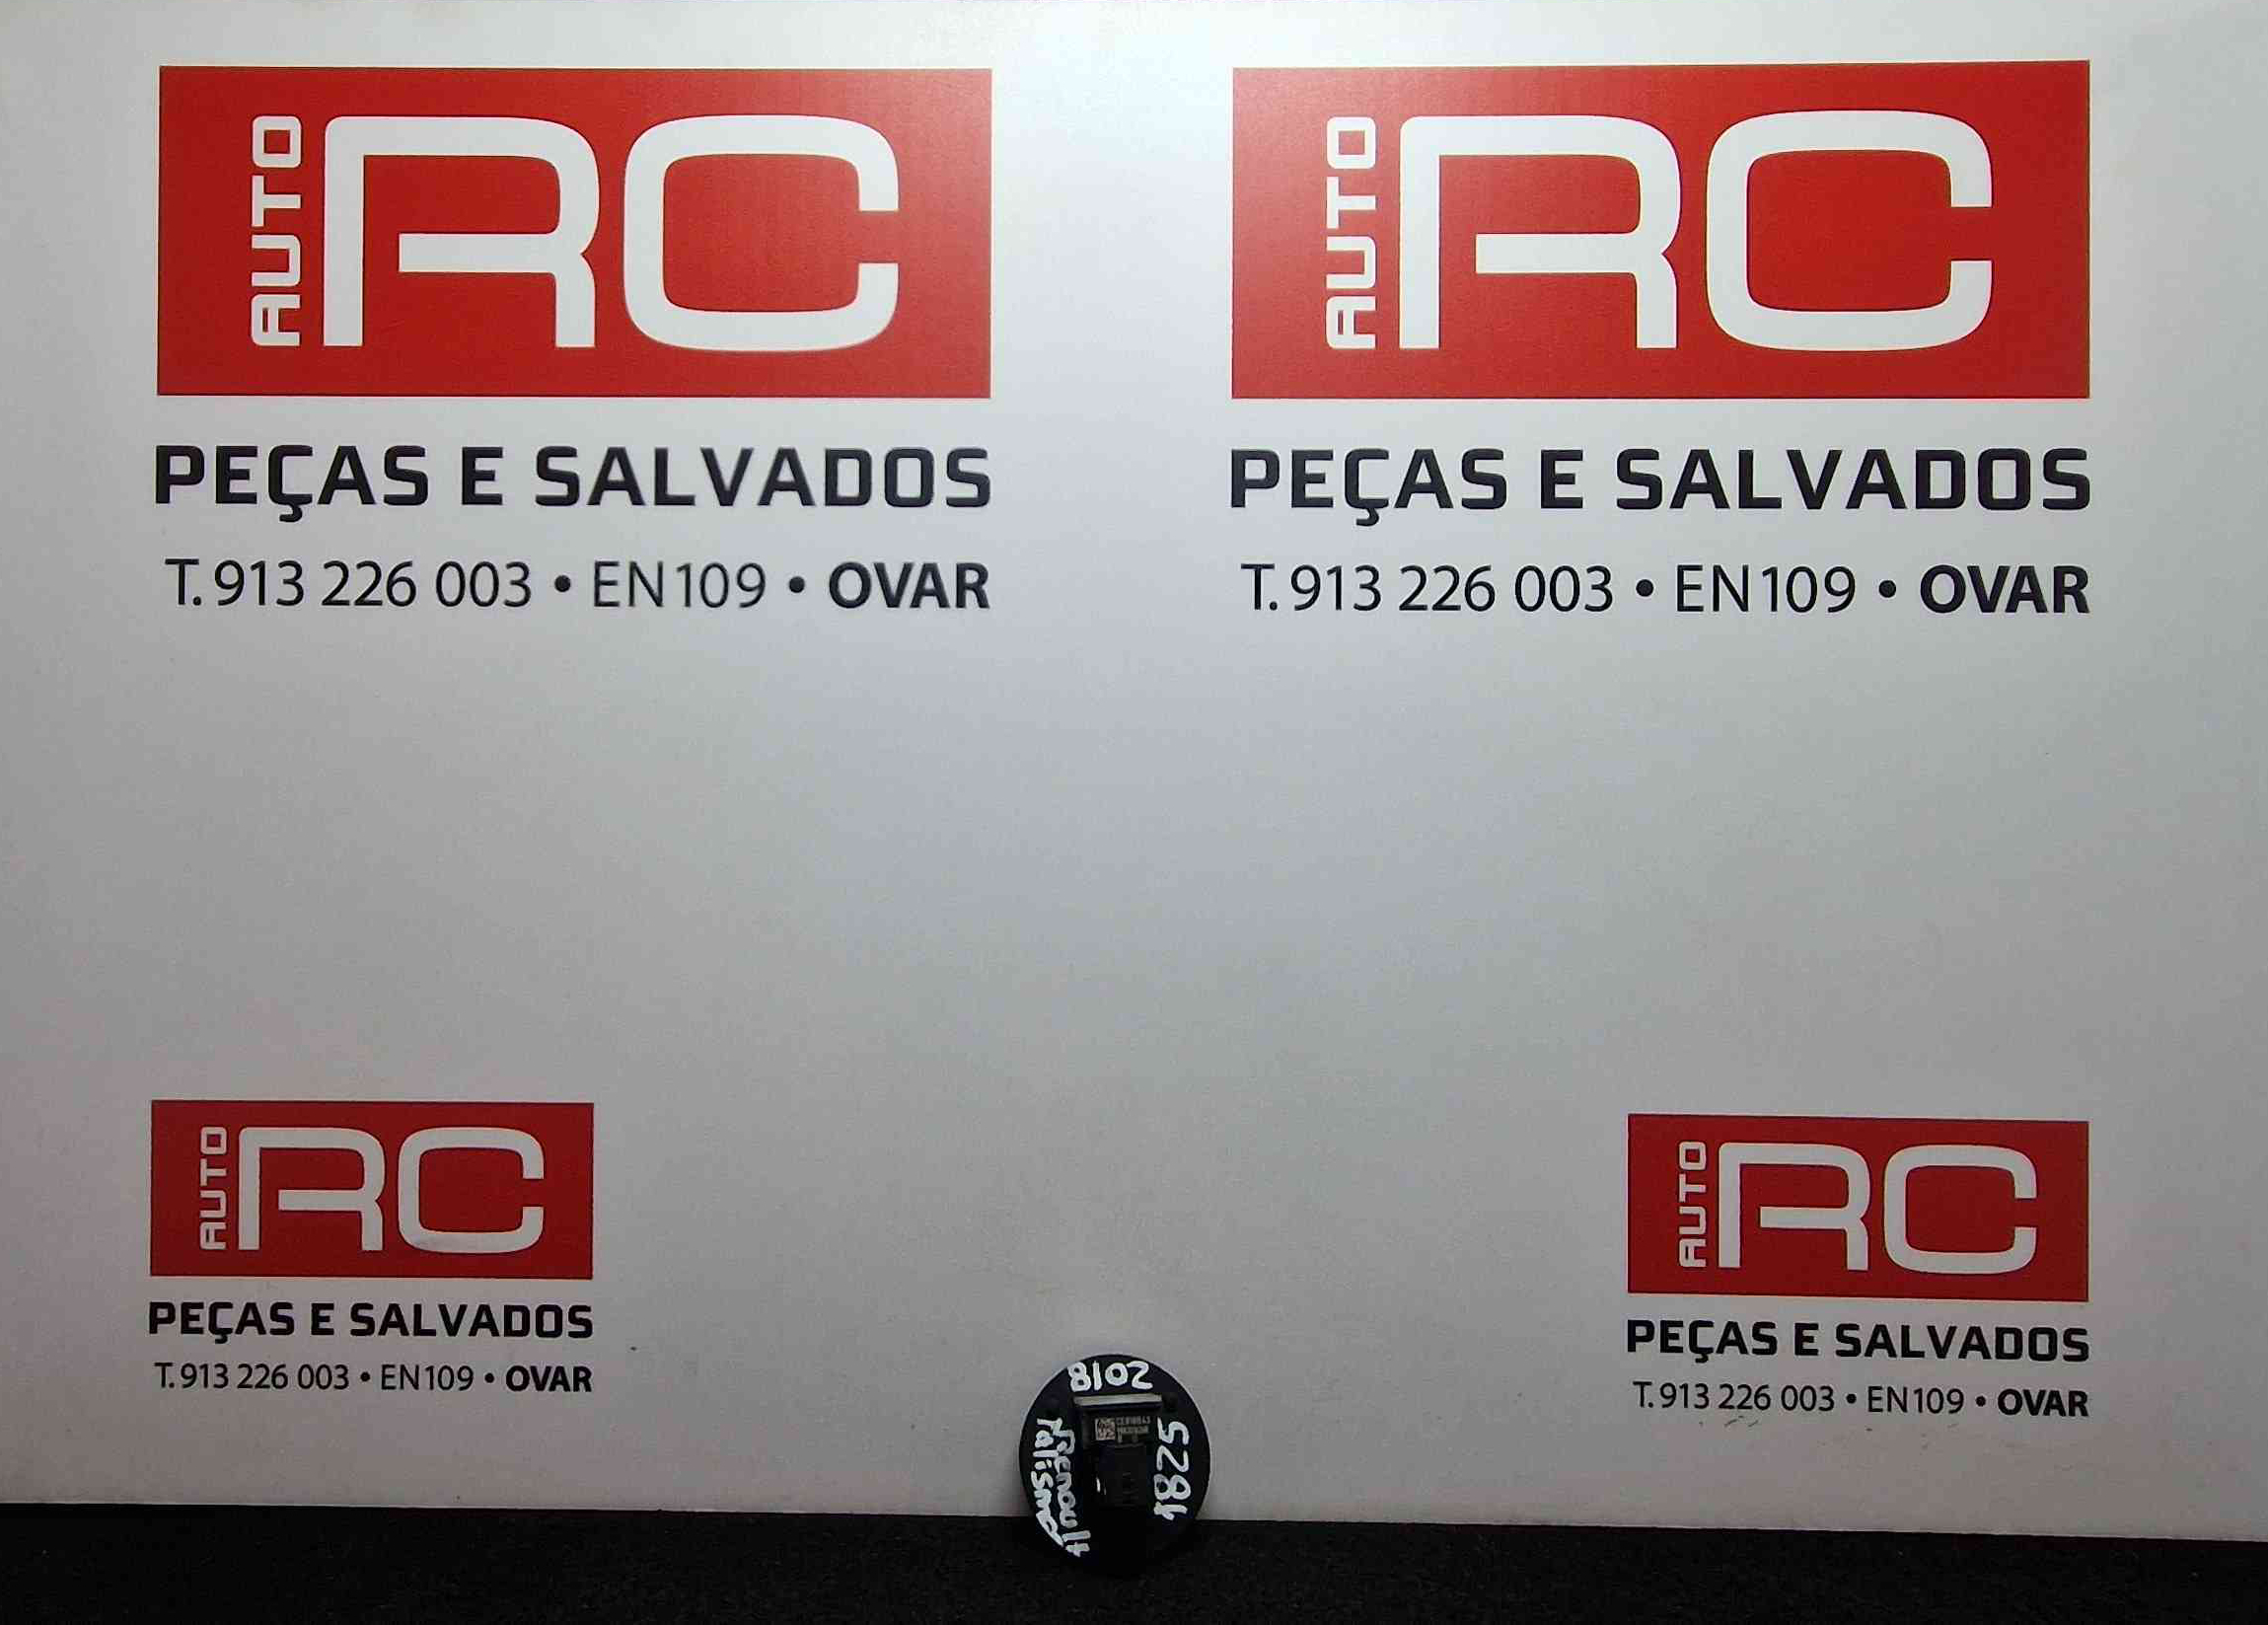 AUTO RC
PEÇAS E SALVADOS
T. 913 226 003 • EN109 • OVAR
AUTO RC
PEÇAS E SALVADOS
T. 913 226 003 • EN109 • OVAR
AUTO RC
PEÇAS E SALVADOS
T. 913 226 003 • EN109 • OVAR
AUTO RC
PEÇAS E SALVADOS
T. 913 226 003 • EN109 • OVAR
2018
Renault
Talisman